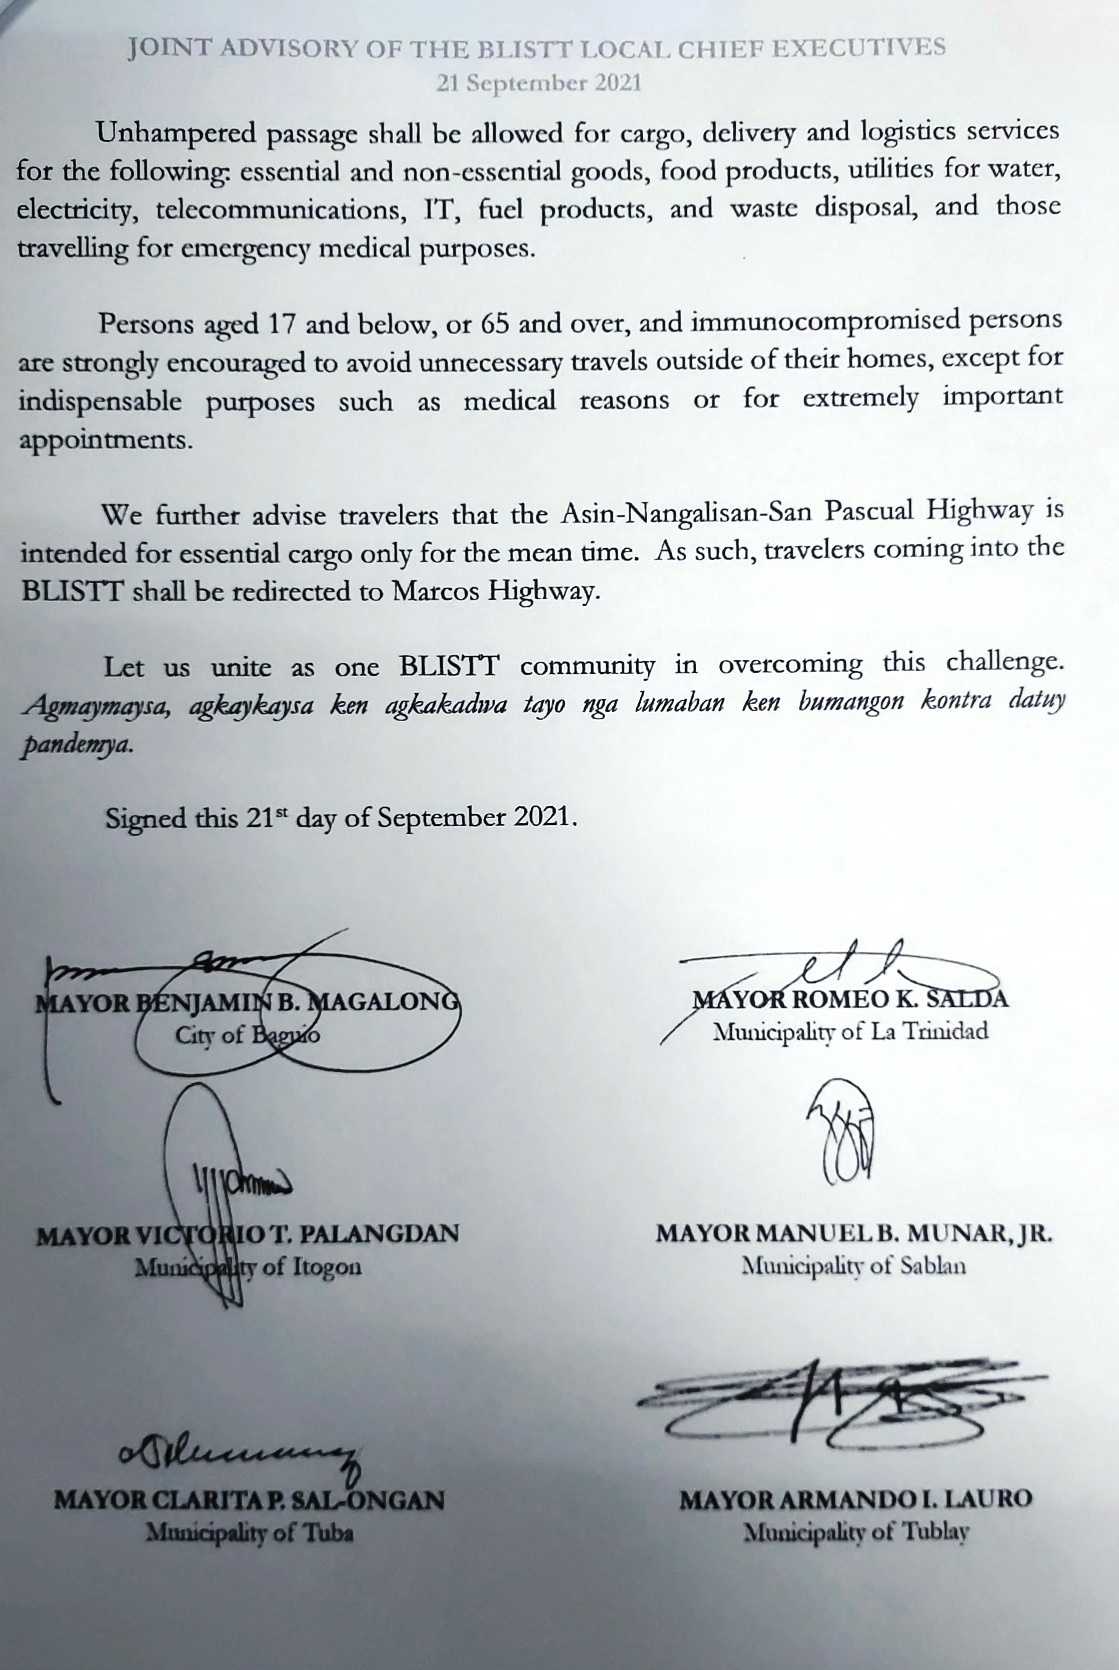 JOINT ADVISORY OF THE BLISTT LOCAL CHIEF EXECUTIVES
21 September 2021
Unhampered passage shall be allowed for cargo, delivery and logistics services
for the following: essential and non-essential goods, food products, utilities for water,
electricity, telecommunications, IT, fuel products, and waste disposal, and those
travelling for emergency medical purposes.
Persons aged 17 and below, or 65 and over, and immunocompromised persons
are strongly encouraged to avoid unnecessary travels outside of their homes, except for
indispensable purposes such as medical reasons or for extremely important
appointments.
We further advise travelers that the Asin-Nangalisan-San Pascual Highway is
intended for essential cargo only for the mean time. As such, travelers coming into the
BLISTT shall be redirected to Marcos Highway.
Let us unite as one BLISTT community in overcoming this challenge.
Agmaymaysa, agkaykaysa ken agkakadwa tayo nga lumaban ken bumangon kontra datuy
pandemya.
Signed this 21st day of September 2021.
MAYOR BENJAMIN B. MAGALONG
City of Baguio
MAYOR ROMEO K. SALDA
Municipality of La Trinidad
MAYOR VICTORIO T. PALANGDAN
Municipality of Itogon
MAYOR MANUEL B. MUNAR, JR.
Municipality of Sablan
MAYOR CLARITA P. SAL-ONGAN
Municipality of Tuba
MAYOR ARMANDO I. LAURO
Municipality of Tublay